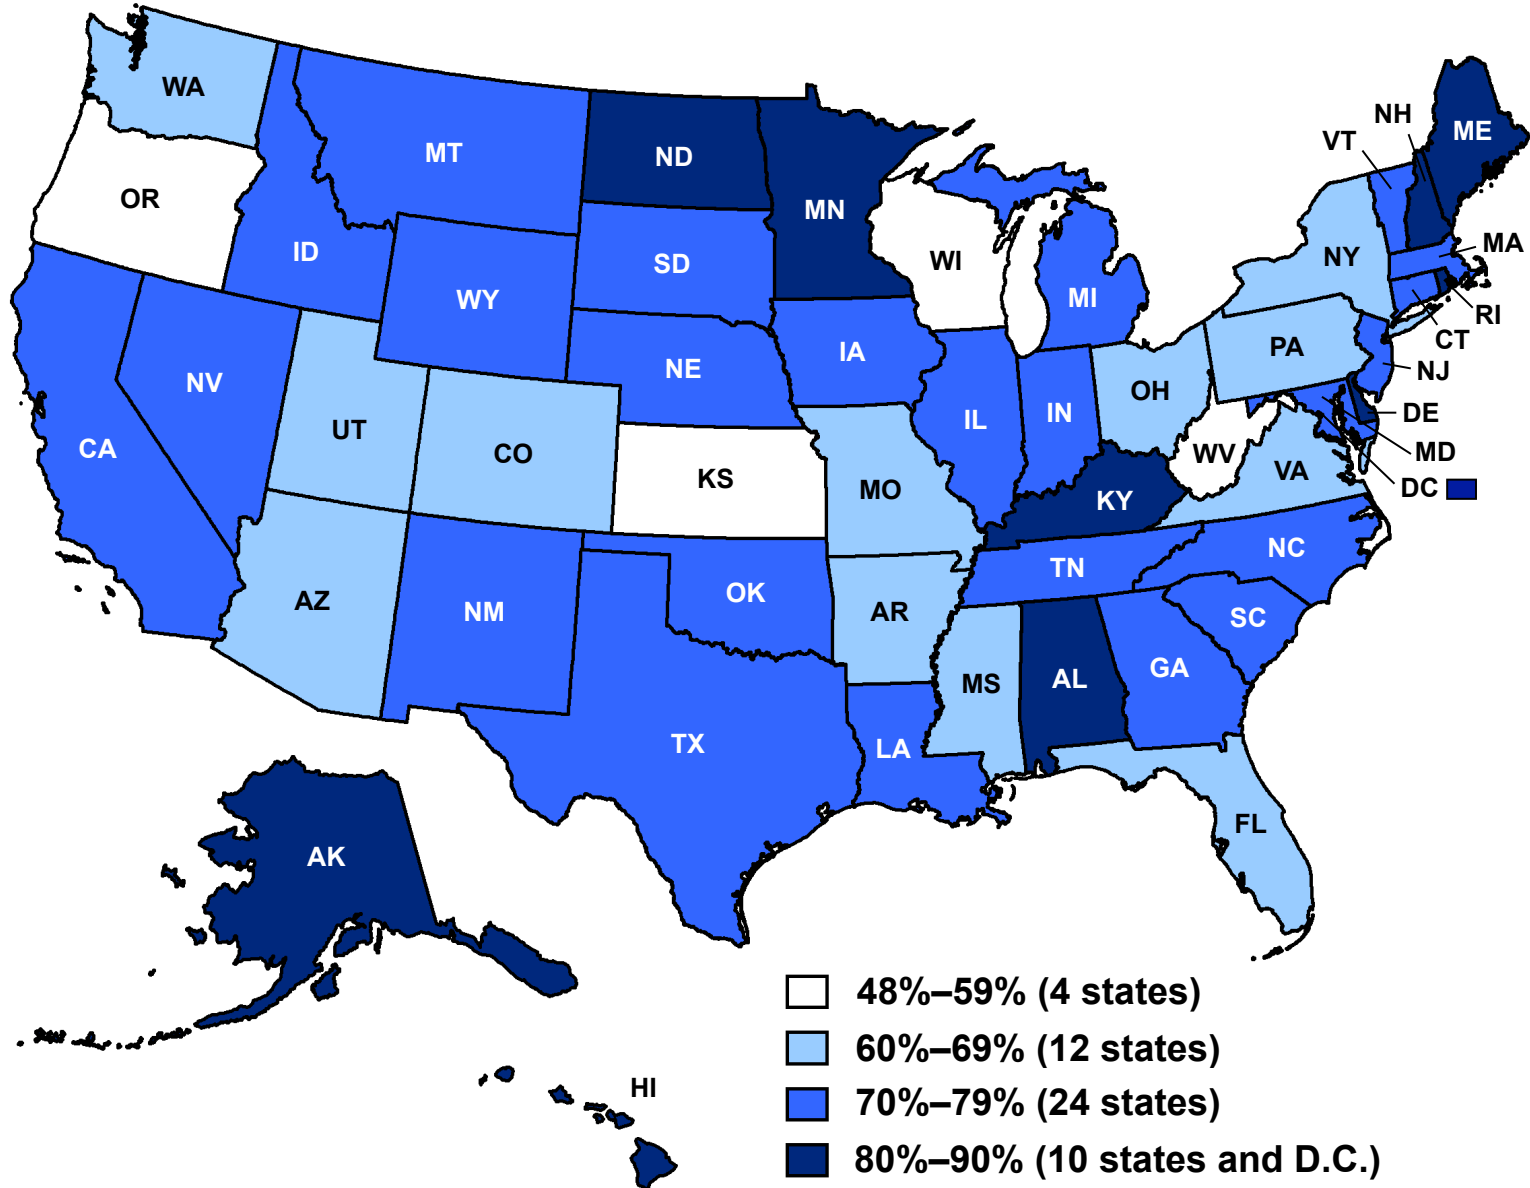 WA
NH
ME
VT
MT
ND
OR
MN
MA
ID
SD
WI
NY
WY
MI
RI
CT
IA
PA
NE
NJ
NV
OH
UT
IL
IN
DE
CA
CO
WV
MD
KS
MO
VA
DC
KY
NC
TN
AZ
OK
NM
AR
SC
GA
MS
AL
TX
LA
FL
AK
48%–59% (4 states)
60%–69% (12 states)
HI
70%–79% (24 states)
80%–90% (10 states and D.C.)